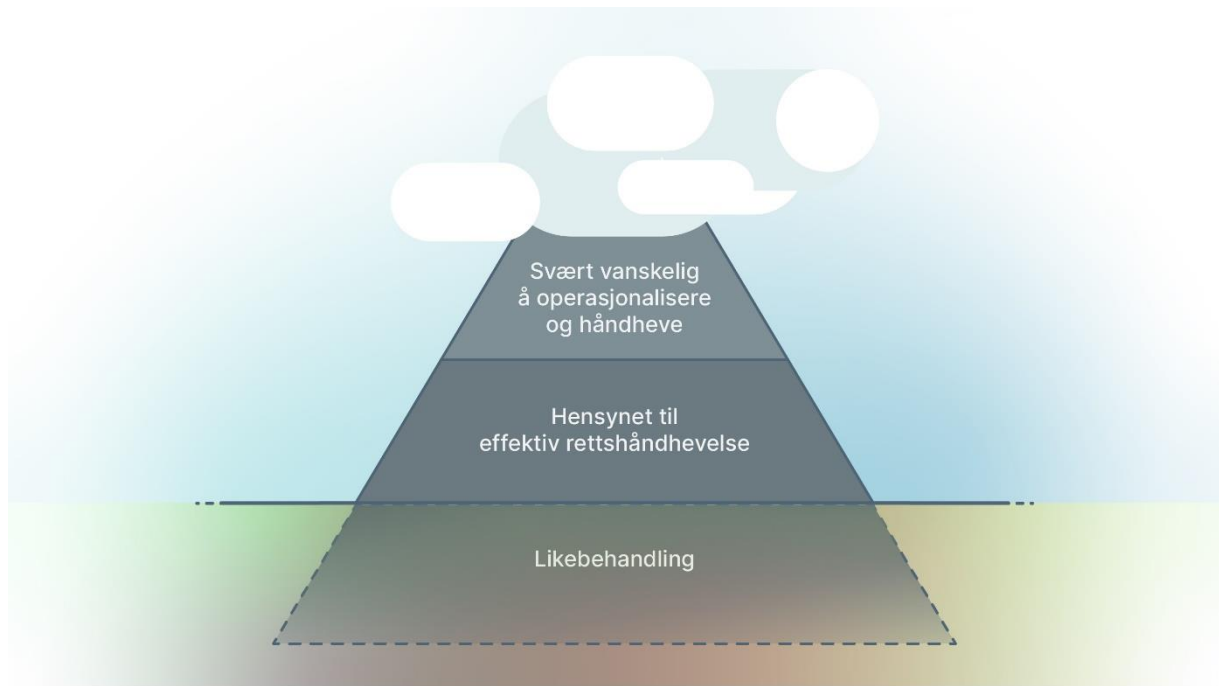 Svært vanskelig
å operasjonalisere
og håndheve
Hensynet til
effektiv rettshåndhevelse
Likebehandling